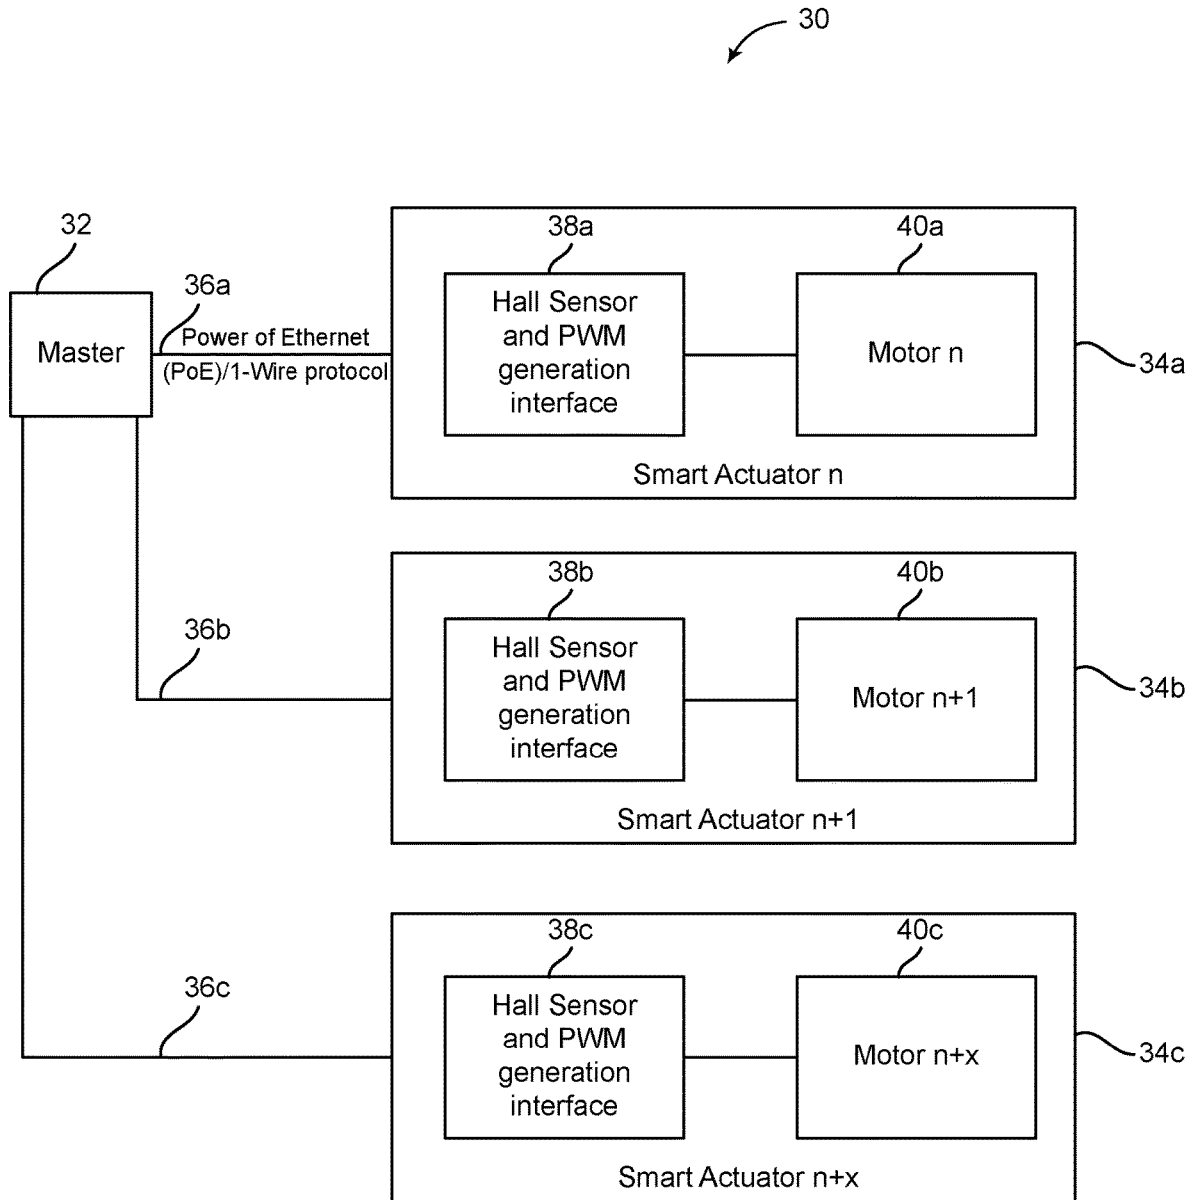 30
32
36a
Master
Power of Ethernet
(PoE)/1-Wire protocol
38a
40a
Hall Sensor
and PWM
generation
interface
Motor n
34a
Smart Actuator n
36b
38b
40b
Hall Sensor
and PWM
generation
interface
Motor n+1
34b
Smart Actuator n+1
36c
38c
40c
Hall Sensor
and PWM
generation
interface
Motor n+x
34c
Smart Actuator n+x